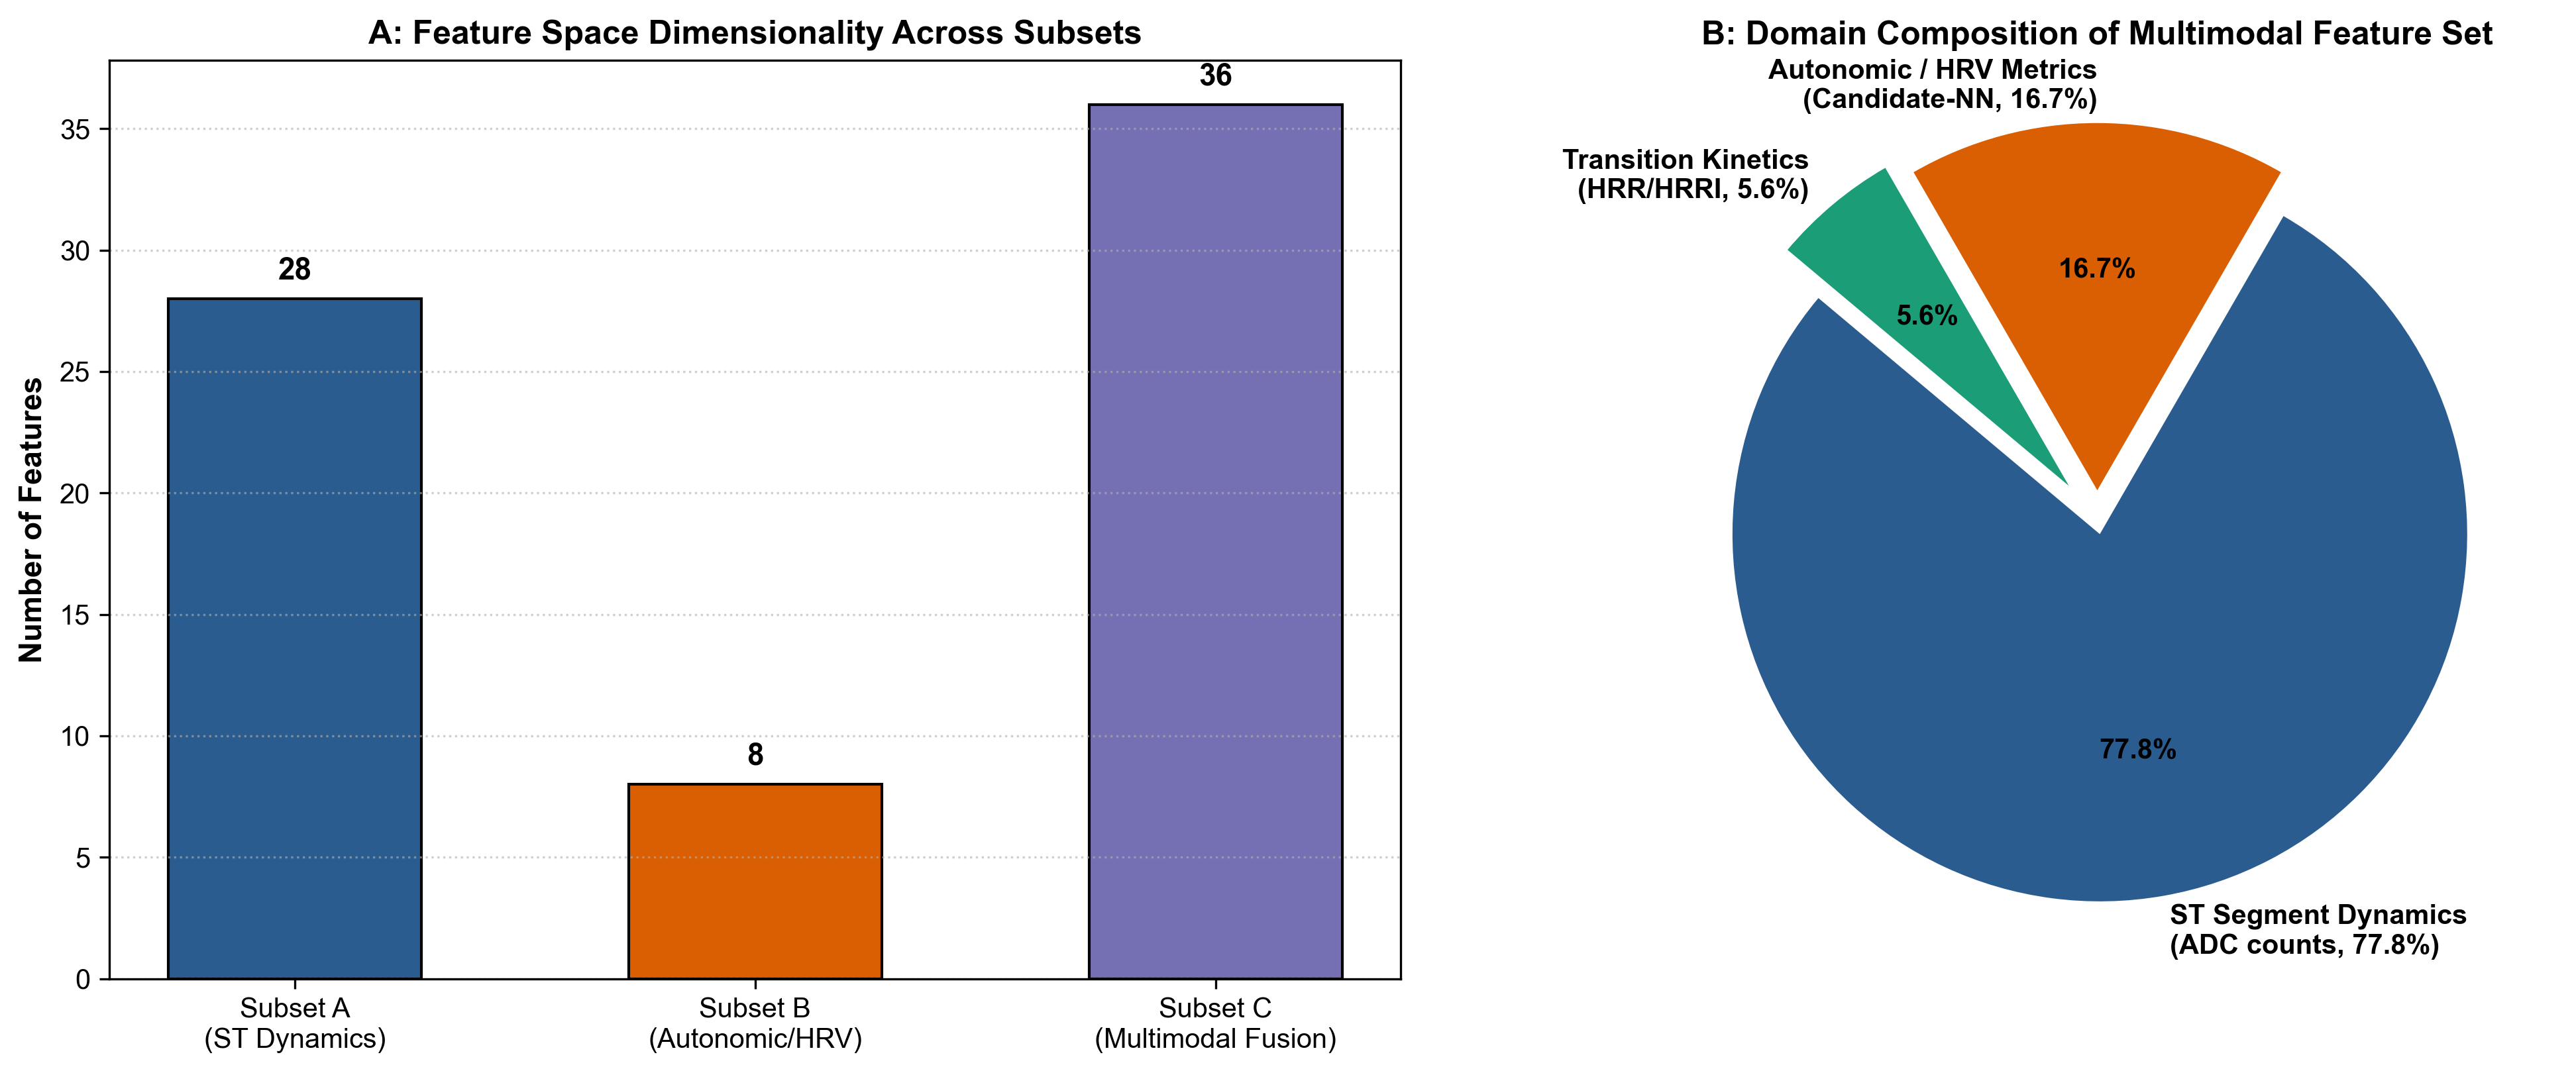 A: Feature Space Dimensionality Across Subsets
Number of Features
35
30
25
20
15
10
5
0
28
8
36
Subset A
(ST Dynamics)
Subset B
(Autonomic/HRV)
Subset C
(Multimodal Fusion)
B: Domain Composition of Multimodal Feature Set
Autonomic / HRV Metrics
(Candidate-NN, 16.7%)
Transition Kinetics
(HRR/HRRI, 5.6%)
16.7%
5.6%
77.8%
ST Segment Dynamics
(ADC counts, 77.8%)